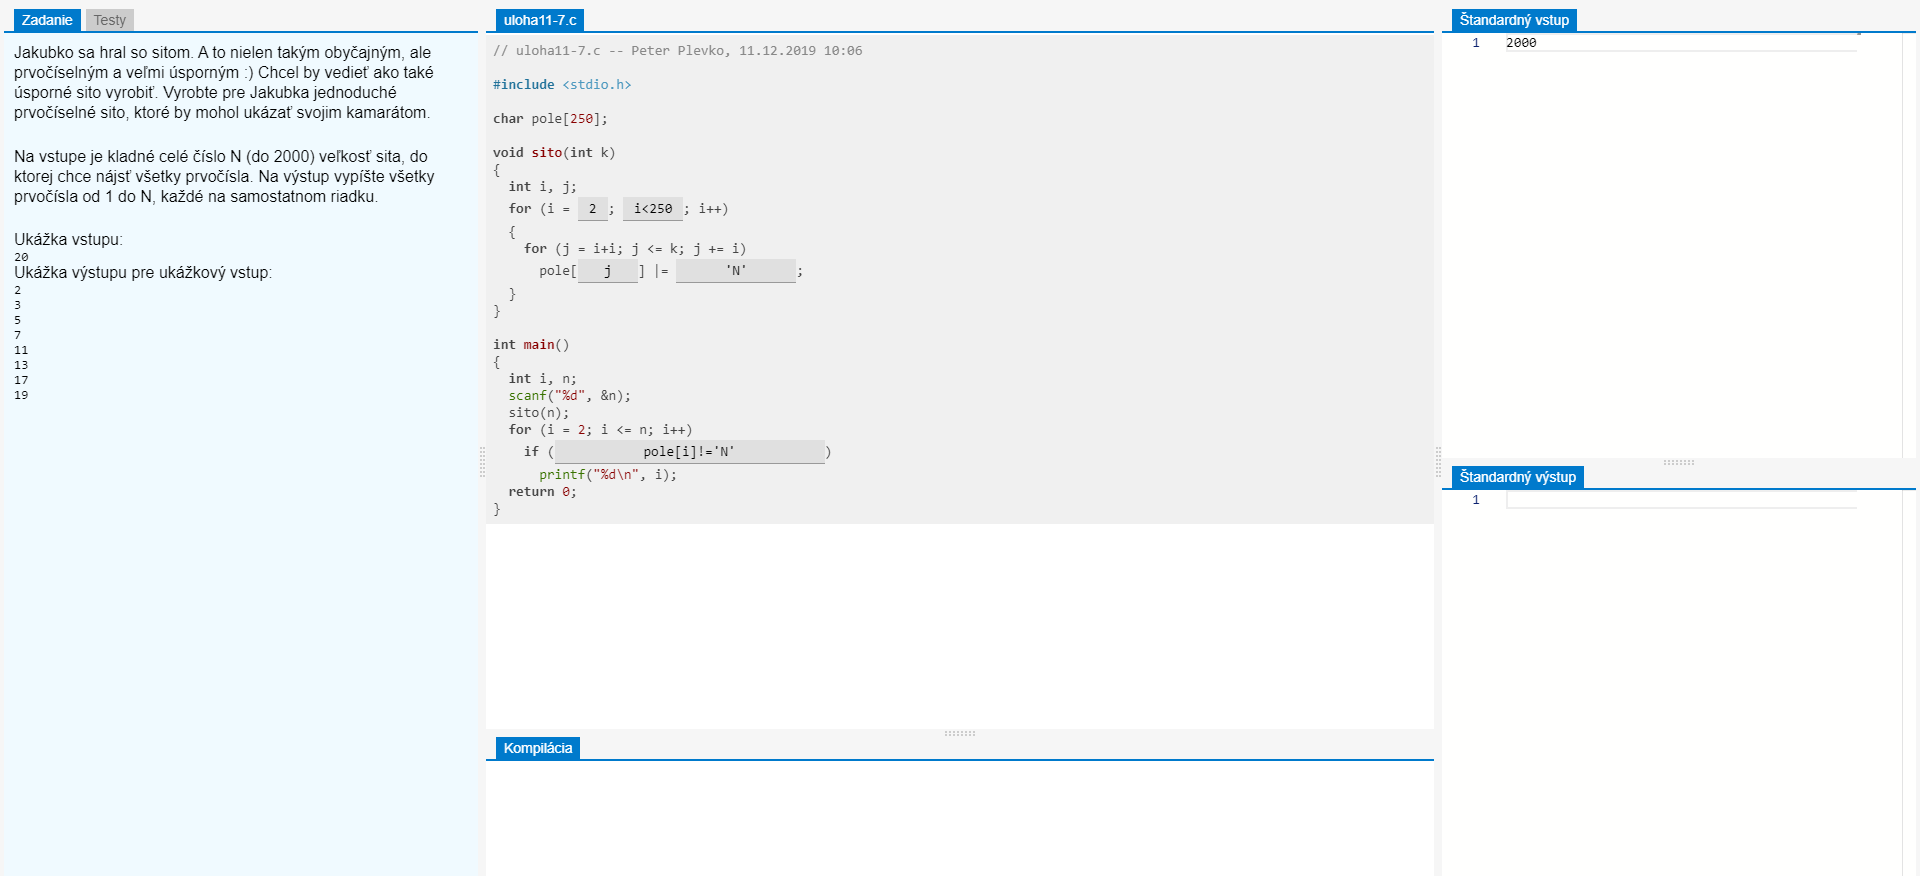 Zadanie
Testy
Jakubko sa hral so sitom. A to nielen takým obyčajným, ale
prvočíselným a veľmi úsporným :) Chcel by vedieť ako také
úsporné sito vyrobiť. Vyrobte pre Jakubka jednoduché
prvočíselné sito, ktoré by mohol ukázať svojim kamarátom.
Na vstupe je kladné celé číslo N (do 2000) veľkosť sita, do
ktorej chce nájsť všetky prvočísla. Na výstup vypíšte všetky
prvočísla od 1 do N, každé na samostatnom riadku.
Ukážka vstupu:
20
Ukážka výstupu pre ukážkový vstup:
2
3
5
7
11
13
17
19
uloha11-7.c
// uloha11-7.c -- Peter Plevko, 11.12.2019 10:06
#include <stdio.h>
char pole[250];
void sito(int k)
{
int i, j;
for (i = 2 ; i<250 ; i++)
{
for (j = i+i; j <= k; j += i)
pole[ j ] |= 'N' ;
}
}
int main()
{
int i, n;
scanf("%d", &n);
sito(n);
for (i = 2; i <= n; i++)
if ( pole[i]!='N' )
printf("%d\n", i);
return 0;
}
Kompilácia
Štandardný vstup
1 2000
Štandardný výstup
1